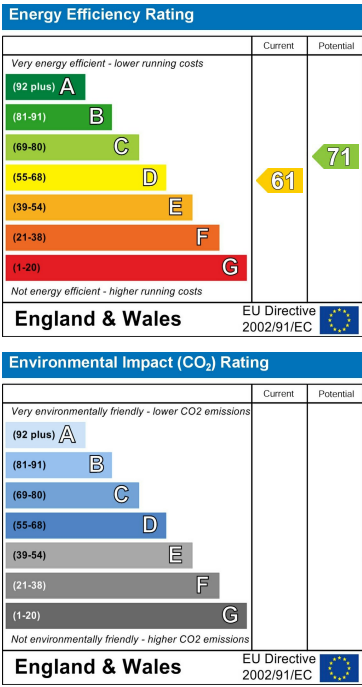 Energy Efficiency Rating
Current Potential
Very energy efficient - lower running costs
(92 plus) A
(81-91) B
(69-80) C
71
(55-68) D
61
(39-54) E
(21-38) F
(1-20) G
Not energy efficient - higher running costs
England & Wales
EU Directive
2002/91/EC
Environmental Impact (CO₂) Rating
Current Potential
Very environmentally friendly - lower CO2 emissions
(92 plus) A
(81-91) B
(69-80) C
(55-68) D
(39-54) E
(21-38) F
(1-20) G
Not environmentally friendly - higher CO2 emissions
England & Wales
EU Directive
2002/91/EC